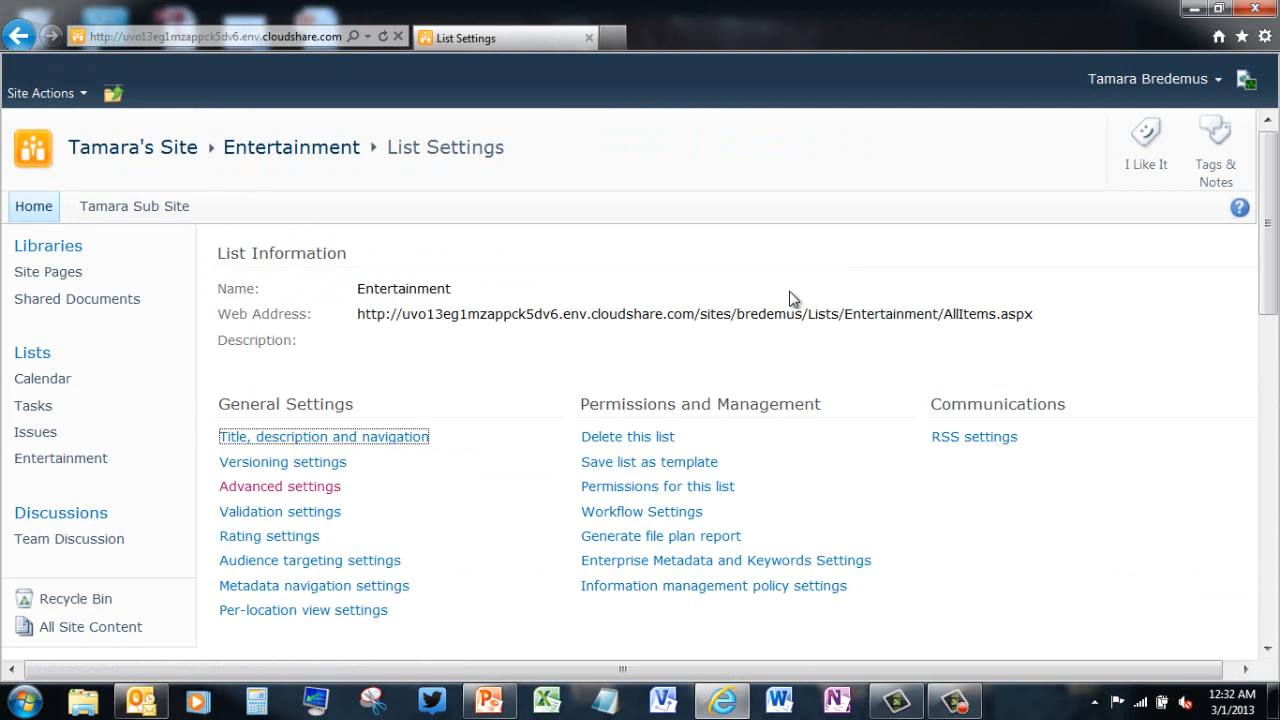 http://uvo13eg1mzappck5dv6.env.cloudshare.com
List Settings
Site Actions
Tamara Bredemus
Tamara's Site
Entertainment
List Settings
I Like It
Tags &
Notes
Home
Tamara Sub Site
Libraries
Site Pages
Shared Documents
Lists
Calendar
Tasks
Issues
Entertainment
Discussions
Team Discussion
Recycle Bin
All Site Content
List Information
Name: Entertainment
Web Address: http://uvo13eg1mzappck5dv6.env.cloudshare.com/sites/bredemus/Lists/Entertainment/AllItems.aspx
Description:
General Settings
Title, description and navigation
Versioning settings
Advanced settings
Validation settings
Rating settings
Audience targeting settings
Metadata navigation settings
Per-location view settings
Permissions and Management
Delete this list
Save list as template
Permissions for this list
Workflow Settings
Generate file plan report
Enterprise Metadata and Keywords Settings
Information management policy settings
Communications
RSS settings
12:32 AM
3/1/2013